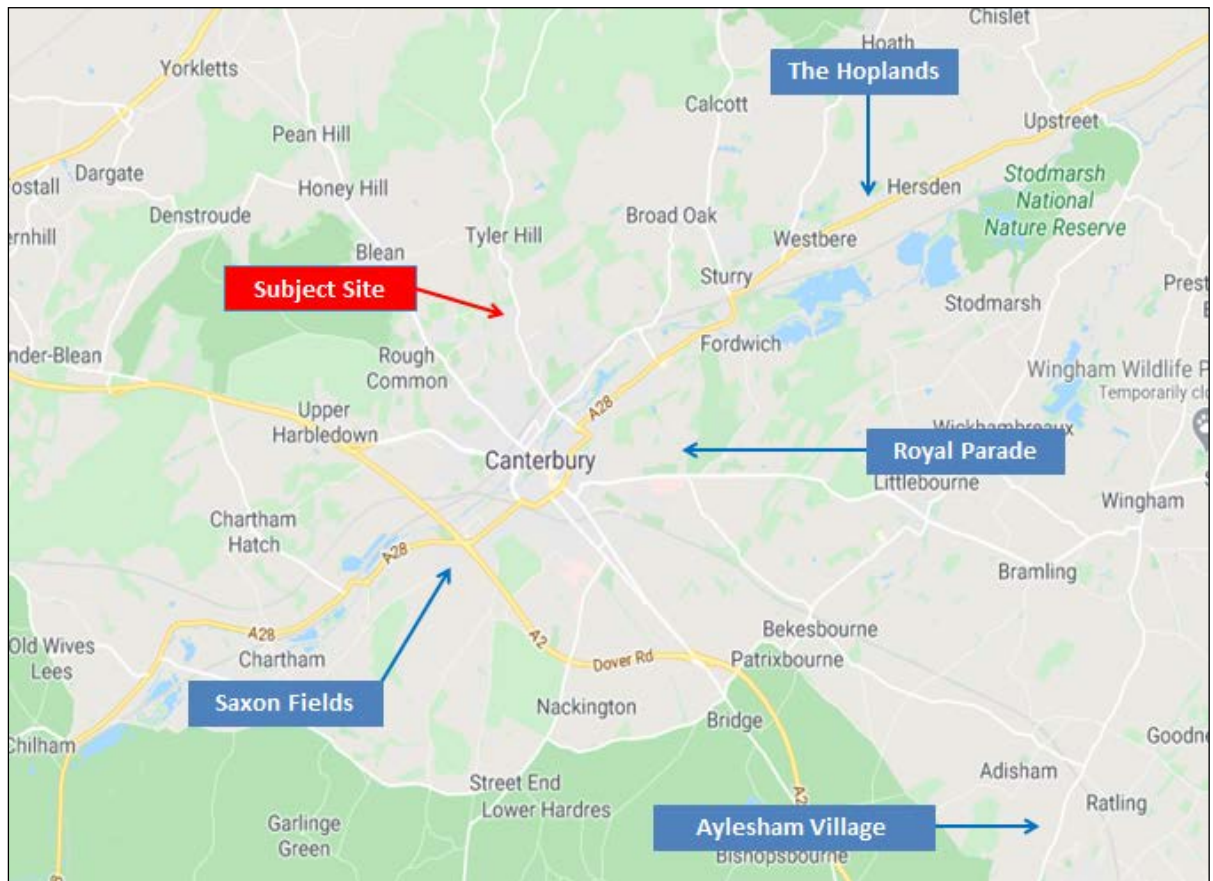 Chislet
Hoath
Yorkletts
The Hoplands
Calcott
Upstreet
Pean Hill
Dargate
ostall
Honey Hill
Hersden
Stodmarsh
National
Nature Reserve
Denstroude
Broad Oak
ernhill
Tyler Hill
Westbere
Blean
Sturry
Subject Site
Prest
Stodmarsh
Fordwich
nder-Blean
Rough
Common
Wingham Wildlife P
Temporarily clo
A28
Upper
Harbledown
Wickhambreaux
Royal Parade
Canterbury
Littlebourne
Wingham
Chartham
Hatch
A28
Bramling
A28
A2
Bekesbourne
Old Wives
Lees
Chartham
Dover Rd
Patrixbourne
Saxon Fields
Nackington
Bridge
Chilham
Goodne
Adisham
Street End
Lower Hardres
A2
Ratling
Garlinge
Green
Aylesham Village
Bishopsbourne